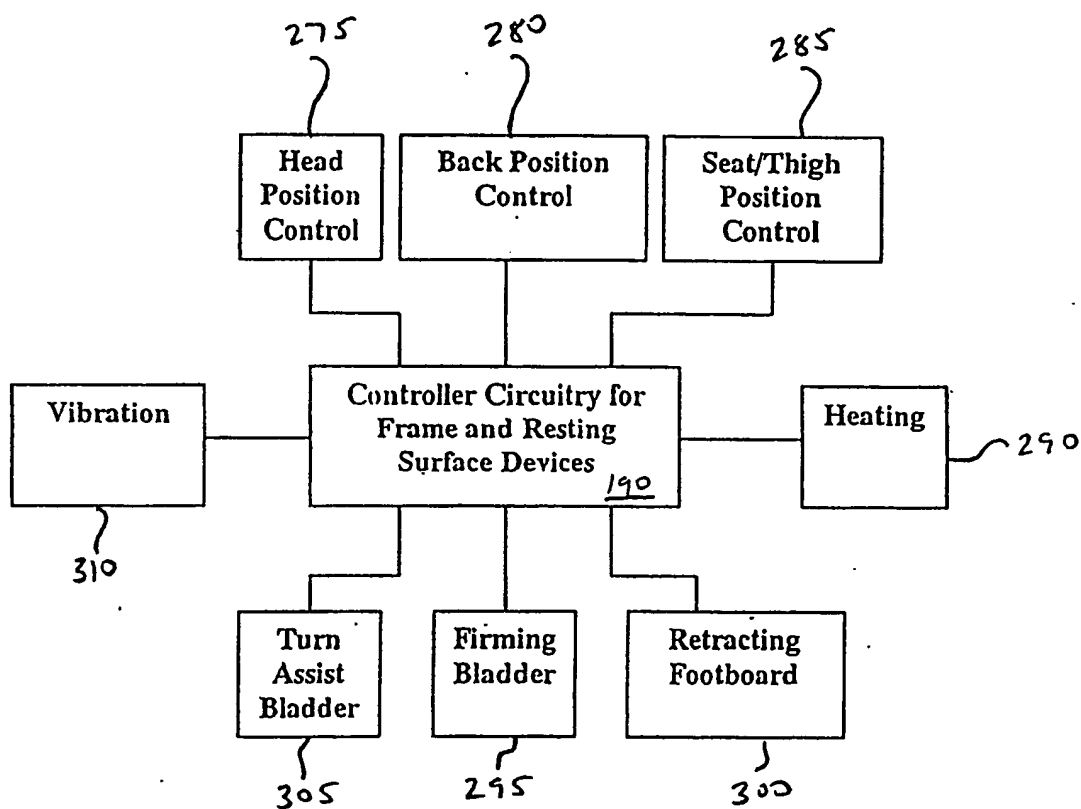 275
280
285
Head
Position
Control
Back Position
Control
Seat/Thigh
Position
Control
Vibration
Controller Circuitry for
Frame and Resting
Surface Devices
190
Heating
290
310
Turn
Assist
Bladder
Firming
Bladder
Retracting
Footboard
305
295
300